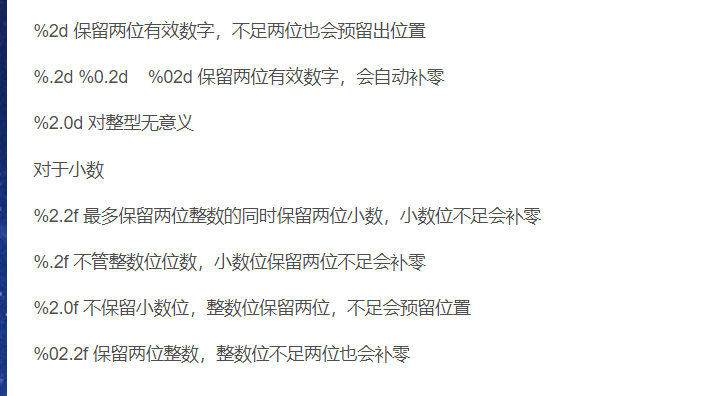 %2d 保留两位有效数字，不足两位也会预留出位置
%.2d %0.2d    %02d 保留两位有效数字，会自动补零
%2.0d 对整型无意义
对于小数
%2.2f 最多保留两位整数的同时保留两位小数，小数位不足会补零
%.2f 不管整数位位数，小数位保留两位不足会补零
%2.0f 不保留小数位，整数位保留两位，不足会预留位置
%02.2f 保留两位整数，整数位不足两位也会补零